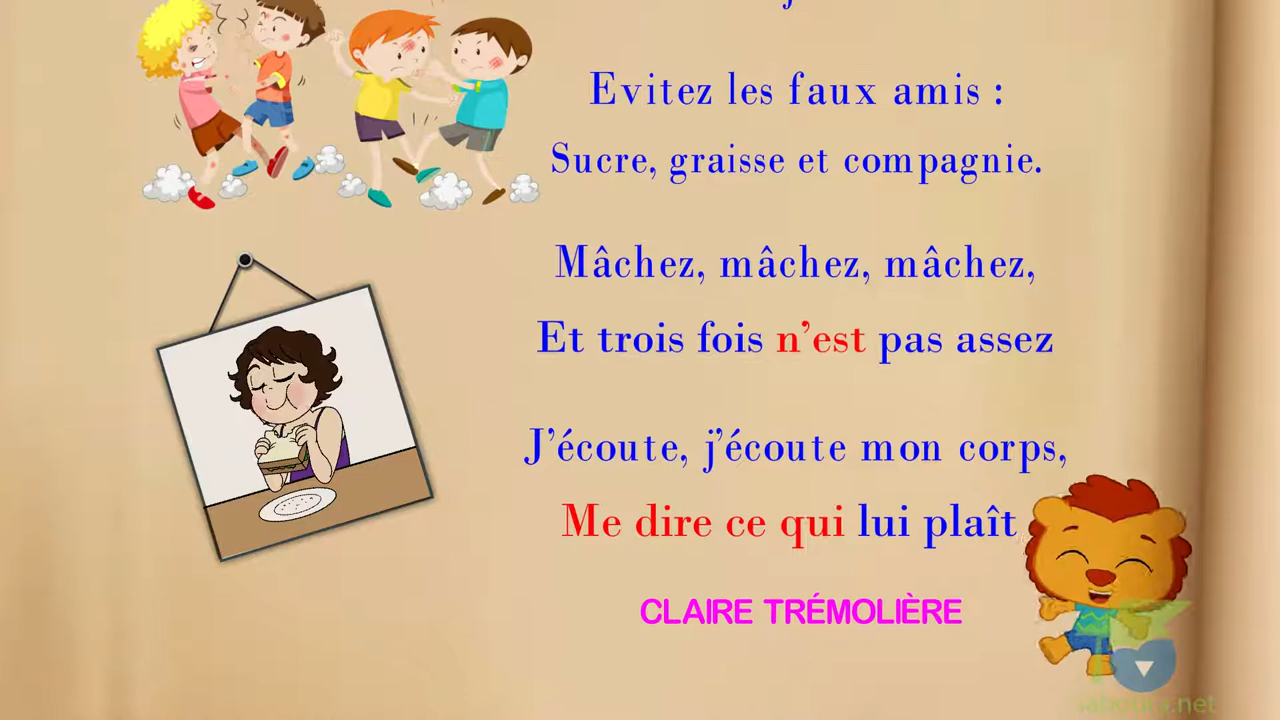 Evitez les faux amis :
Sucre, graisse et compagnie.
Mâchez, mâchez, mâchez,
Et trois fois n'est pas assez
J'écoute, j'écoute mon corps,
Me dire ce qui lui plaît
CLAIRE TRÉMOLIÈRE